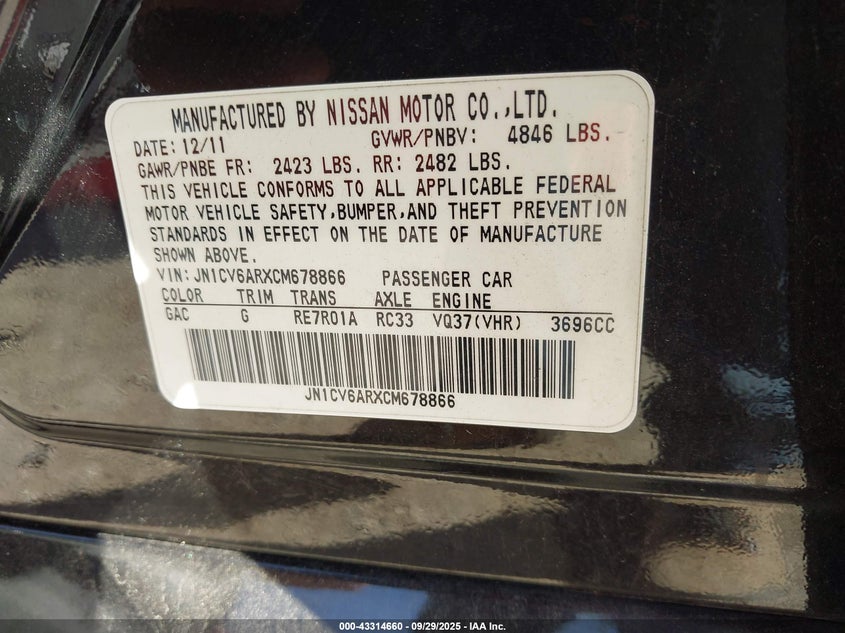 MANUFACTURED BY NISSAN MOTOR CO.,LTD.
DATE: 12/11 GVWR/PNBV: 4846 LBS.
GAWR/PNBE FR: 2423 LBS. RR: 2482 LBS.
THIS VEHICLE CONFORMS TO ALL APPLICABLE FEDERAL
MOTOR VEHICLE SAFETY,BUMPER,AND THEFT PREVENTION
STANDARDS IN EFFECT ON THE DATE OF MANUFACTURE
SHOWN ABOVE.
VIN: JN1CV6ARXCM678866 PASSENGER CAR
COLOR TRIM TRANS AXLE ENGINE
GAC G RE7R01A RC33 VQ37(VHR) 3696CC
JN1CV6ARXCM678866
000-43314660 - 09/29/2025 - IAA Inc.